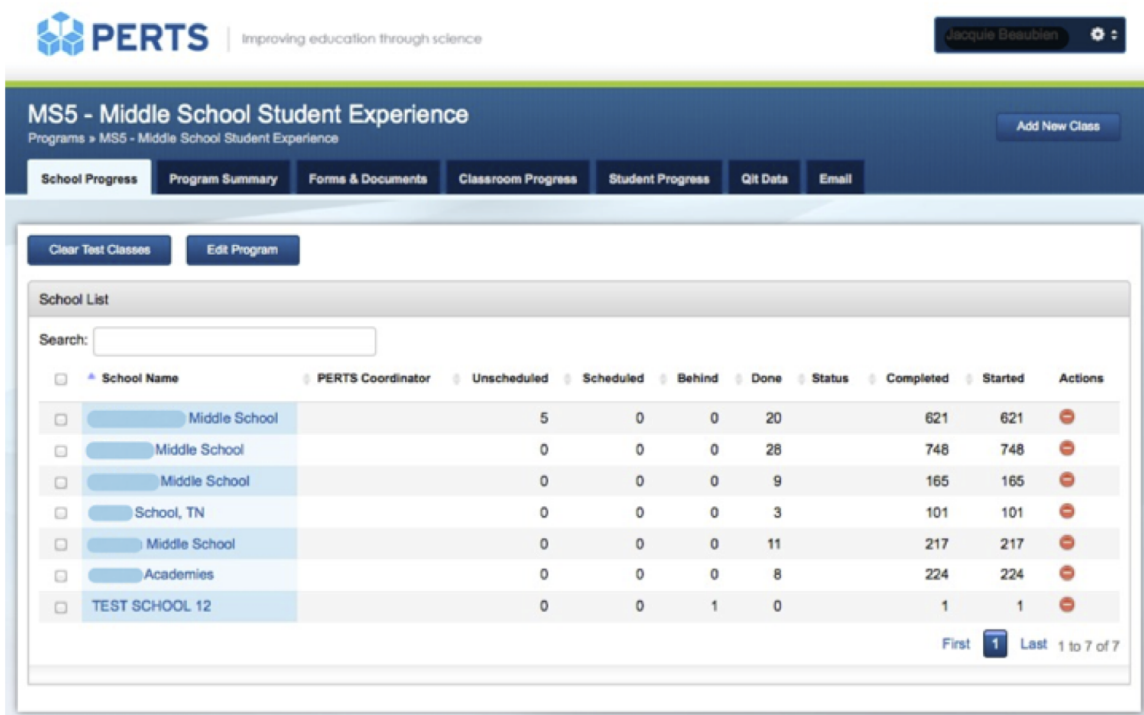 PERTS | Improving education through science
Jacquie Beaubien
MS5 - Middle School Student Experience
Programs » MS5 - Middle School Student Experience
Add New Class
School Progress Program Summary Forms & Documents Classroom Progress Student Progress Qlt Data Email
Clear Test Classes Edit Program
School List
Search:
School Name PERTS Coordinator Unscheduled Scheduled Behind Done Status Completed Started Actions
Middle School 5 0 0 20 621 621
Middle School 0 0 0 28 748 748
Middle School 0 0 0 9 165 165
School, TN 0 0 0 3 101 101
Middle School 0 0 0 11 217 217
Academies 0 0 0 8 224 224
TEST SCHOOL 12 0 0 1 0 1 1
First 1 Last 1 to 7 of 7